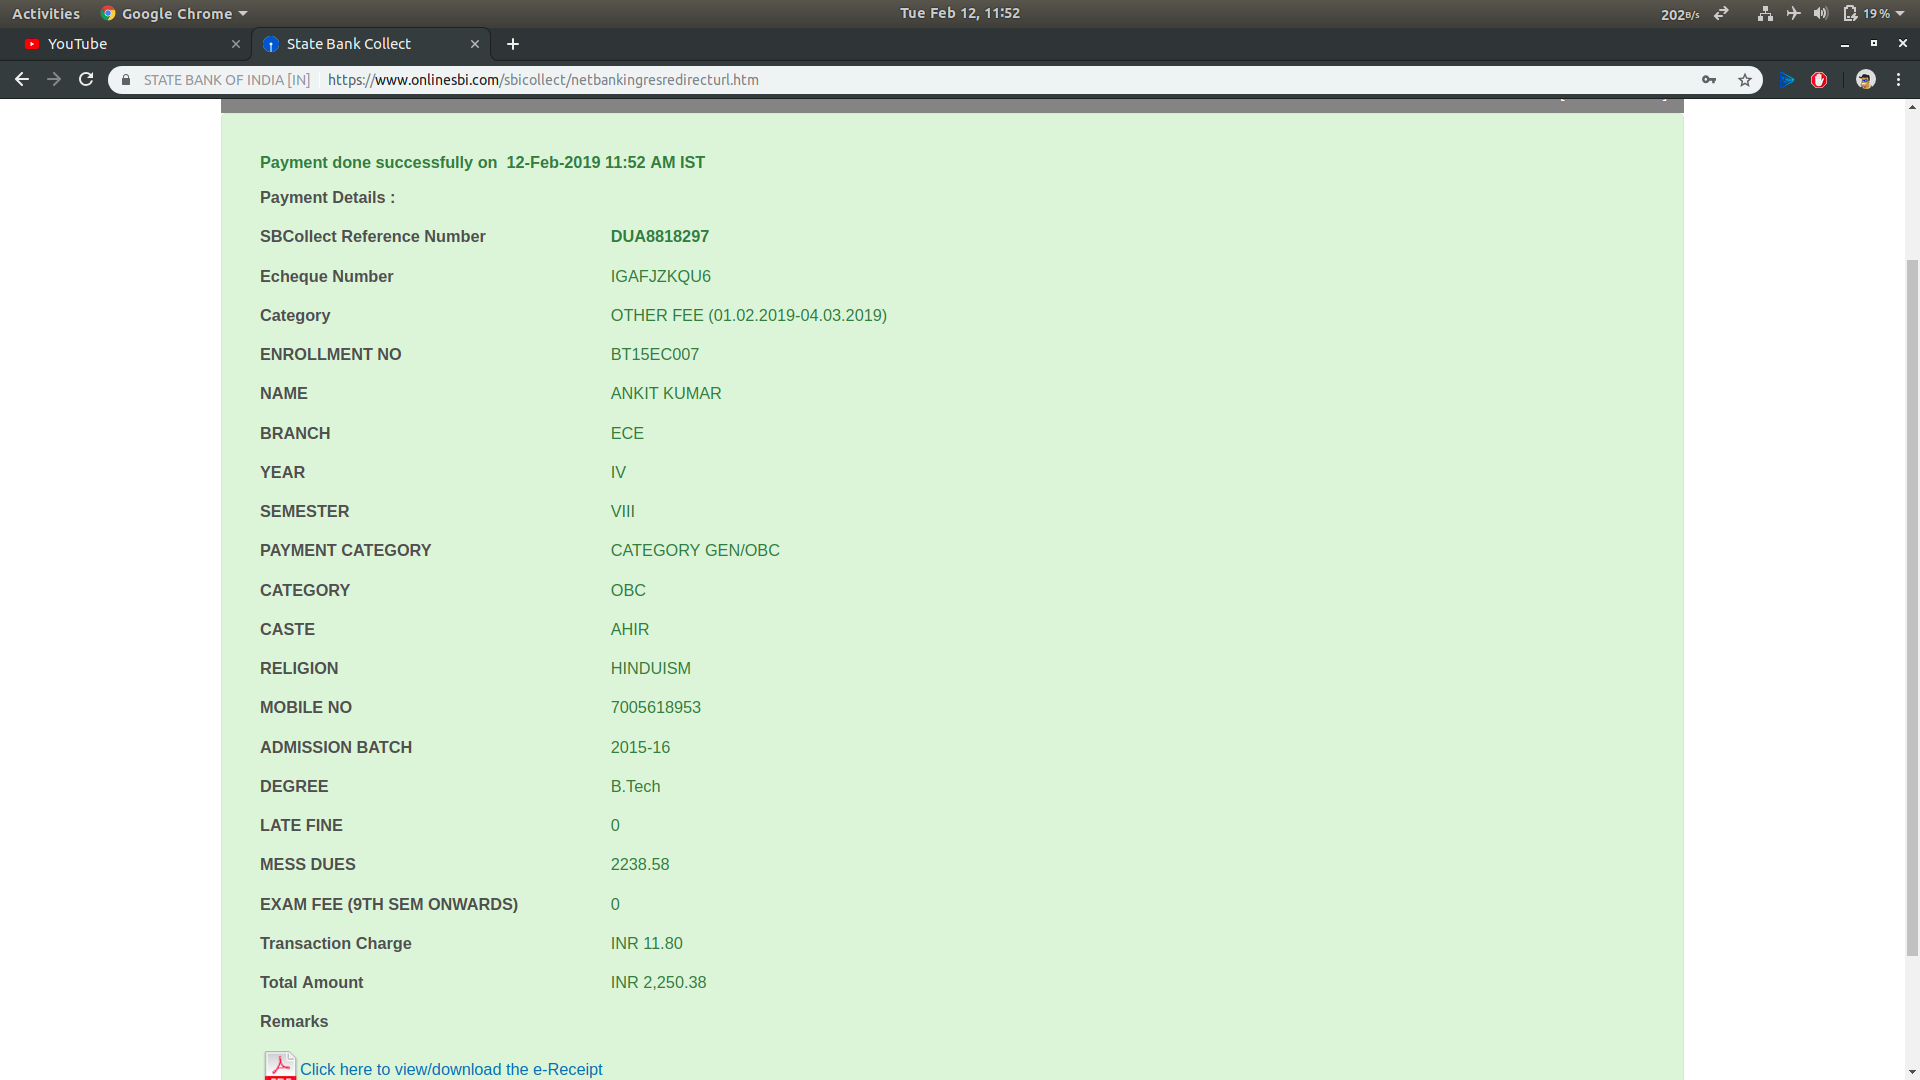 Activities Google Chrome Tue Feb 12, 11:52 202B/s 19%
YouTube State Bank Collect
STATE BANK OF INDIA [IN] https://www.onlinesbi.com/sbicollect/netbankingresredirecturl.htm
Payment done successfully on 12-Feb-2019 11:52 AM IST
Payment Details :
SBCollect Reference Number DUA8818297
Echeque Number IGAFJZKQU6
Category OTHER FEE (01.02.2019-04.03.2019)
ENROLLMENT NO BT15EC007
NAME ANKIT KUMAR
BRANCH ECE
YEAR IV
SEMESTER VIII
PAYMENT CATEGORY CATEGORY GEN/OBC
CATEGORY OBC
CASTE AHIR
RELIGION HINDUISM
MOBILE NO 7005618953
ADMISSION BATCH 2015-16
DEGREE B.Tech
LATE FINE 0
MESS DUES 2238.58
EXAM FEE (9TH SEM ONWARDS) 0
Transaction Charge INR 11.80
Total Amount INR 2,250.38
Remarks
Click here to view/download the e-Receipt